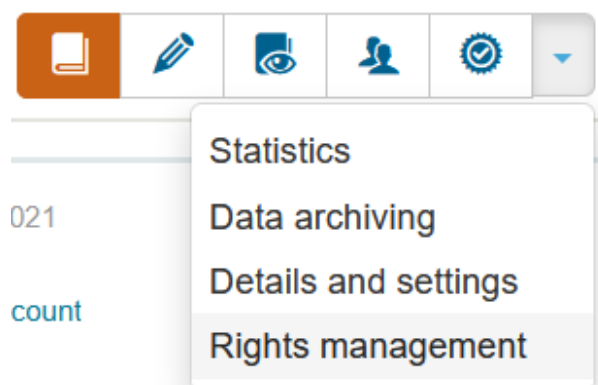 Statistics
021
Data archiving
Details and settings
count
Rights management